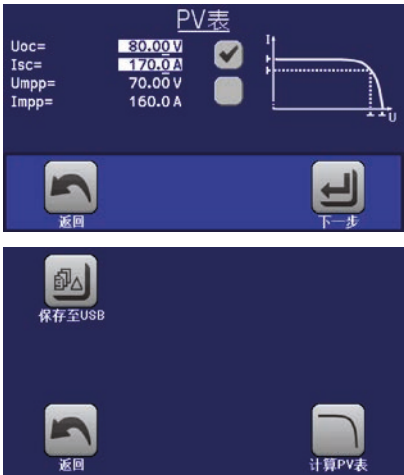 PV表
Uoc= 80.00 V
Isc= 170.0 A
Umpp= 70.00 V
Impp= 160.0 A
I
U
返回
下一步
保存至USB
返回
计算PV表